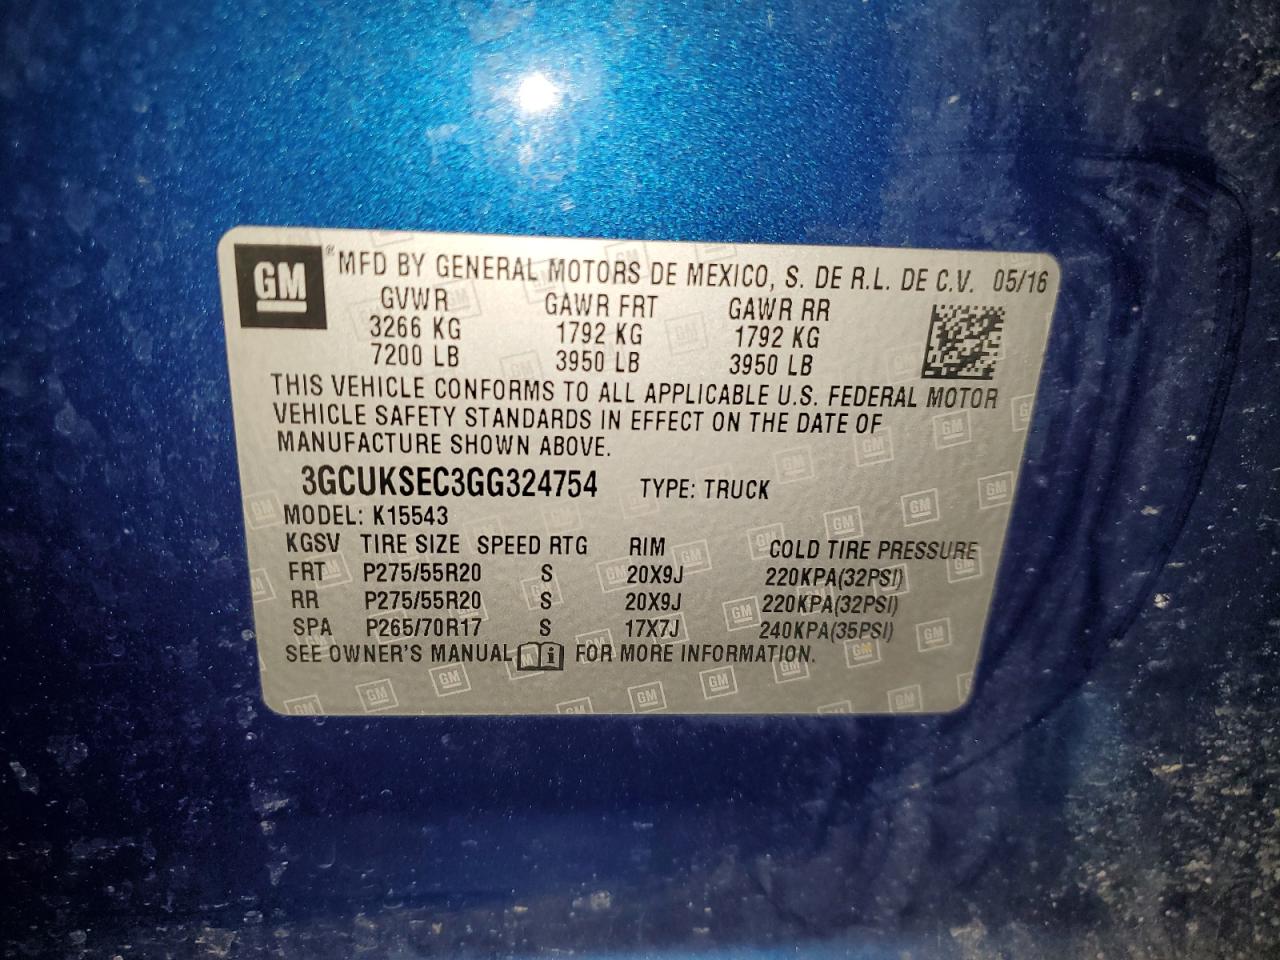 GM ® MFD BY GENERAL MOTORS DE MEXICO, S. DE R.L. DE C.V. 05/16
GVWR GAWR FRT GAWR RR
3266 KG 1792 KG 1792 KG
7200 LB 3950 LB 3950 LB
THIS VEHICLE CONFORMS TO ALL APPLICABLE U.S. FEDERAL MOTOR
VEHICLE SAFETY STANDARDS IN EFFECT ON THE DATE OF
MANUFACTURE SHOWN ABOVE.
3GCUKSEC3GG324754 TYPE: TRUCK
MODEL: K15543
KGSV TIRE SIZE SPEED RTG RIM COLD TIRE PRESSURE
FRT P275/55R20 S 20X9J 220KPA(32PSI)
RR P275/55R20 S 20X9J 220KPA(32PSI)
SPA P265/70R17 S 17X7J 240KPA(35PSI)
SEE OWNER'S MANUAL i FOR MORE INFORMATION.